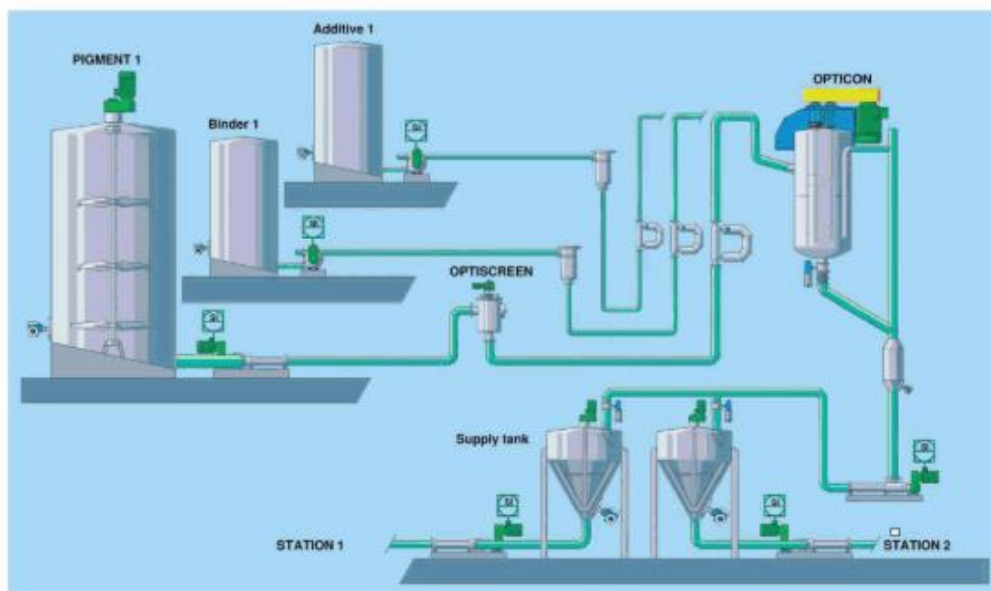 Additive 1
PIGMENT 1
OPTICON
Binder 1
OPTISCREEN
Supply tank
STATION 1
STATION 2